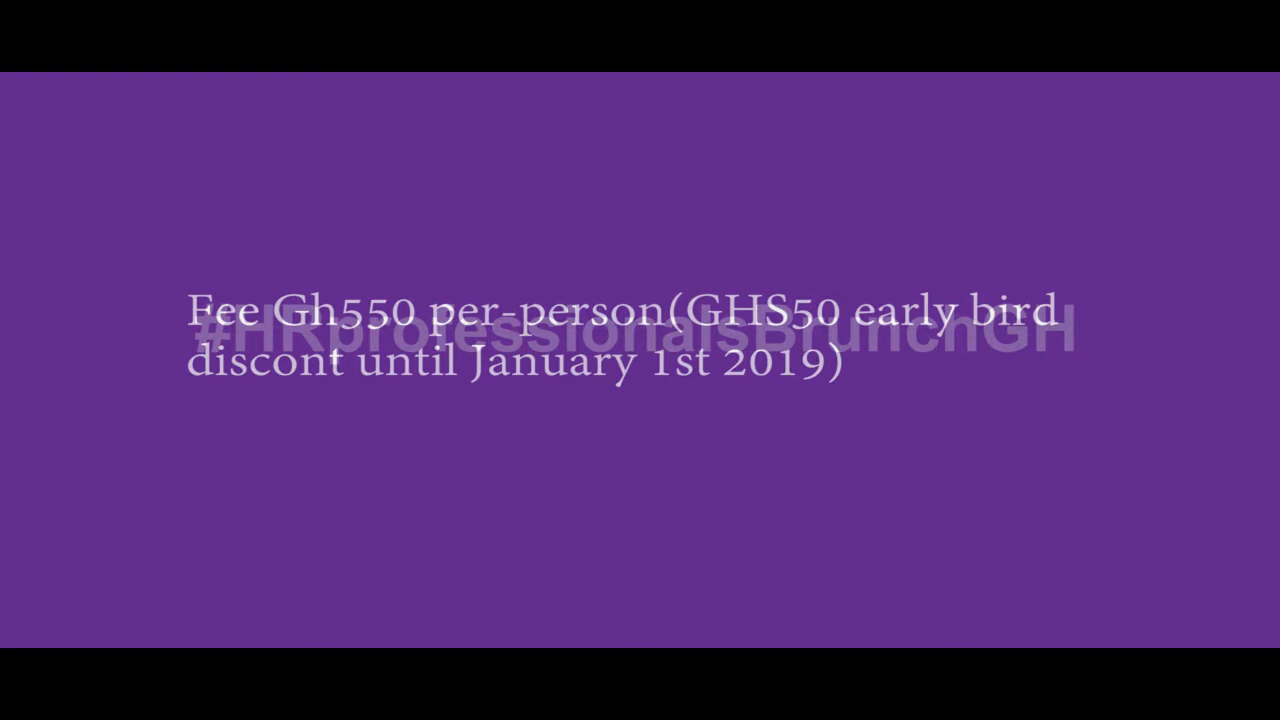 Fee Gh550 per-person(GHS50 early bird
discont until January 1st 2019)
#HRprofessionalsBrunchGH